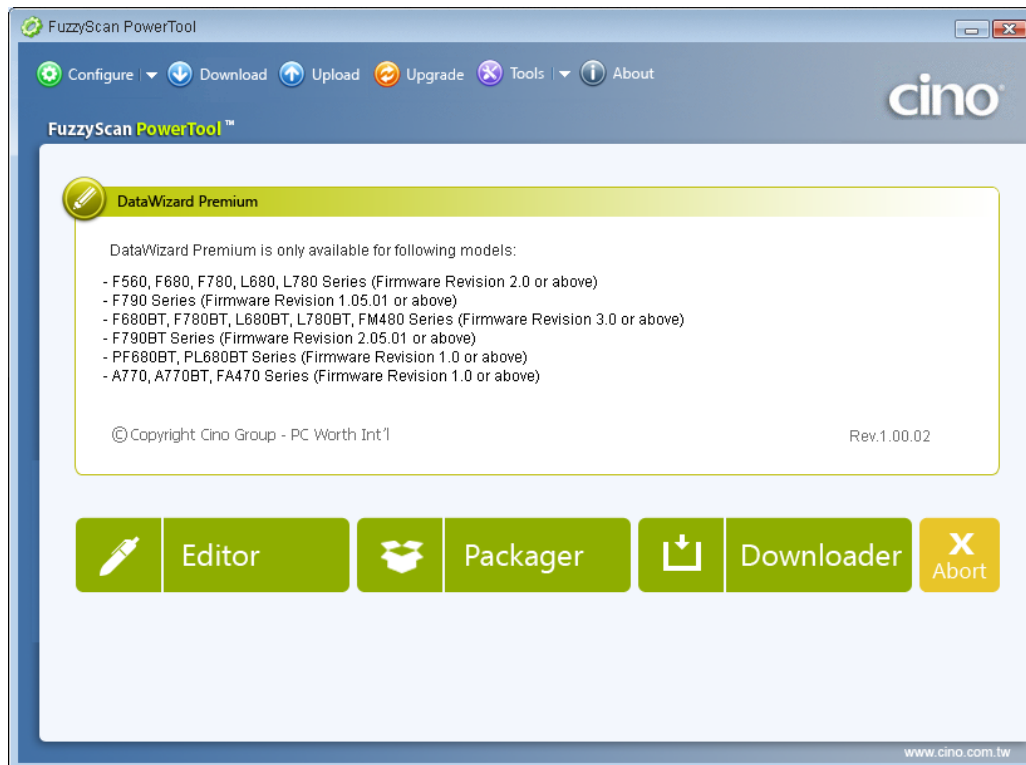 FuzzyScan PowerTool
Configure Download Upload Upgrade Tools About
cino
FuzzyScan PowerTool™
DataWizard Premium
DataWizard Premium is only available for following models:
- F560, F680, F780, L680, L780 Series (Firmware Revision 2.0 or above)
- F790 Series (Firmware Revision 1.05.01 or above)
- F680BT, F780BT, L680BT, L780BT, FM480 Series (Firmware Revision 3.0 or above)
- F790BT Series (Firmware Revision 2.05.01 or above)
- PF680BT, PL680BT Series (Firmware Revision 1.0 or above)
- A770, A770BT, FA470 Series (Firmware Revision 1.0 or above)
© Copyright Cino Group - PC Worth Int'l Rev.1.00.02
Editor Packager Downloader X
Abort
www.cino.com.tw